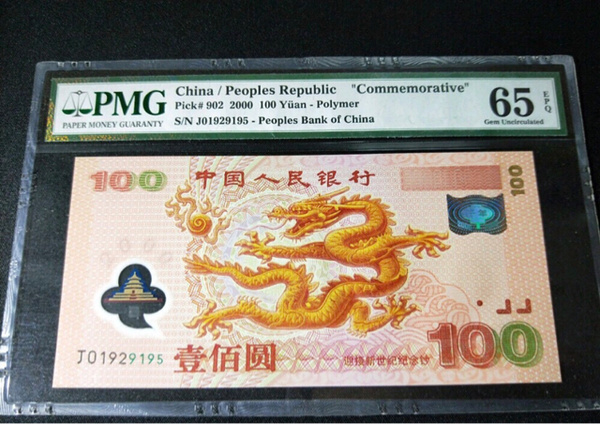 PMG
PAPER MONEY GUARANTY
China / Peoples Republic "Commemorative"
Pick# 902 2000 100 Yüan - Polymer
S/N J01929195 - Peoples Bank of China
65 EPQ
Gem Uncirculated
100
中国人民银行
100
2000
J01929195
壹佰圆
迎接新世纪纪念钞
100